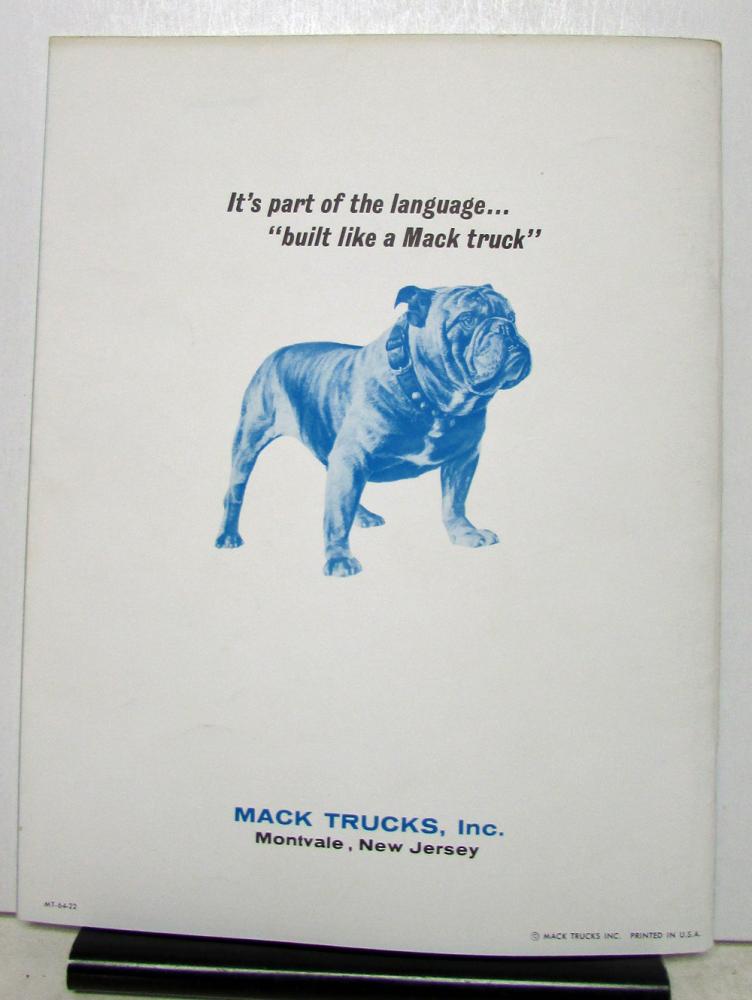 It's part of the language...
"built like a Mack truck"
MACK TRUCKS, Inc.
Montvale, New Jersey
MT-64-22
© MACK TRUCKS INC. PRINTED IN U.S.A.